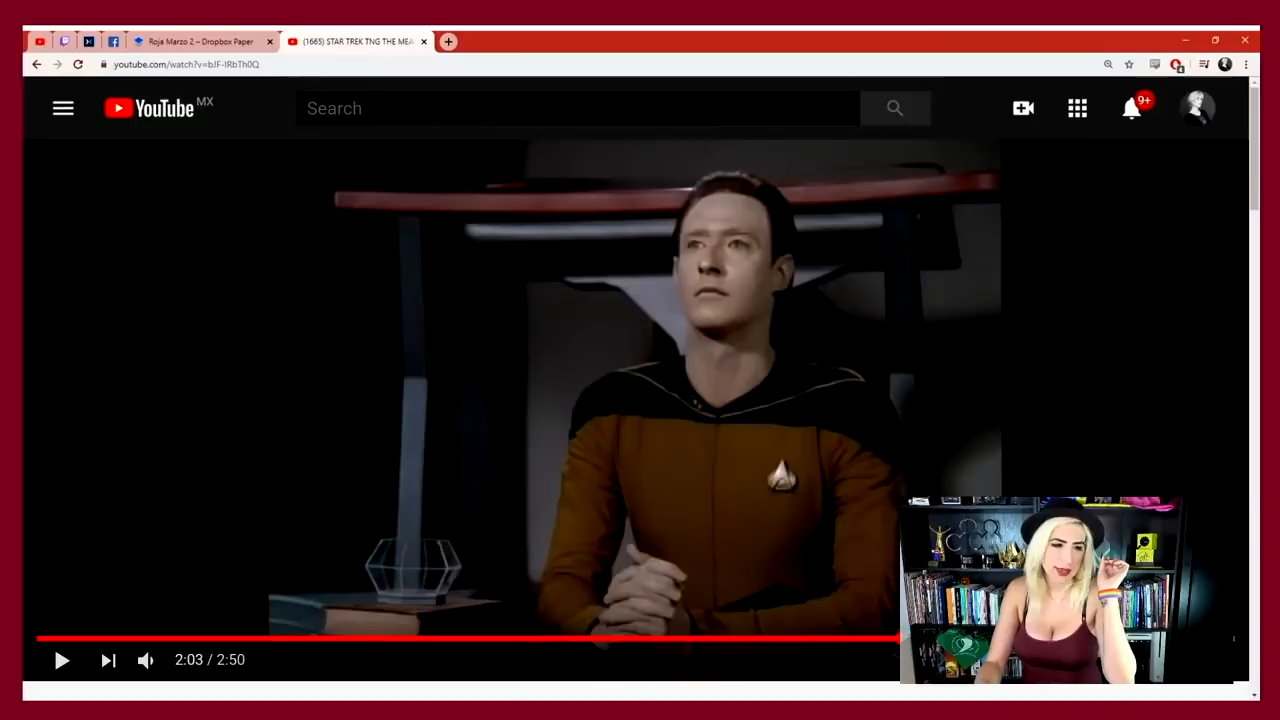 Roja Marzo 2 – Dropbox Paper
(1665) STAR TREK TNG THE MEA
youtube.com/watch?v=bJF-IRbTh0Q
YouTube MX
Search
9+
2:03 / 2:50